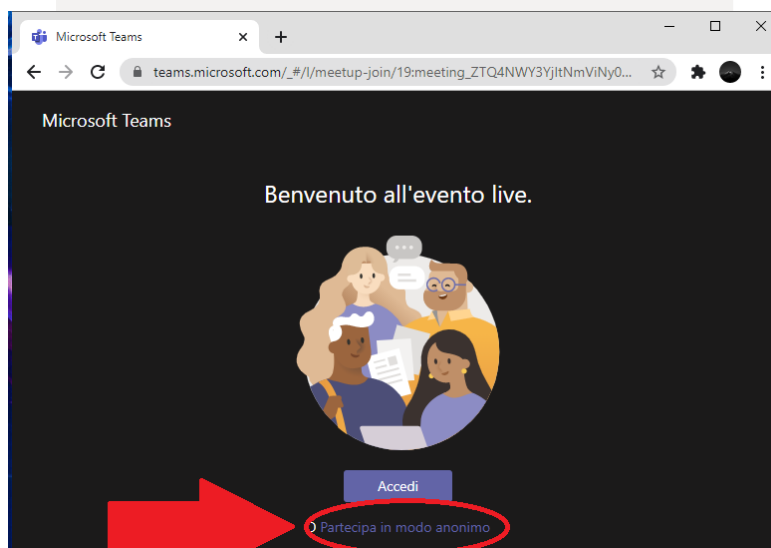 Microsoft Teams
teams.microsoft.com/_#/l/meetup-join/19:meeting_ZTQ4NWY3YjItNmViNy0...
Microsoft Teams
Benvenuto all'evento live.
Accedi
O Partecipa in modo anonimo